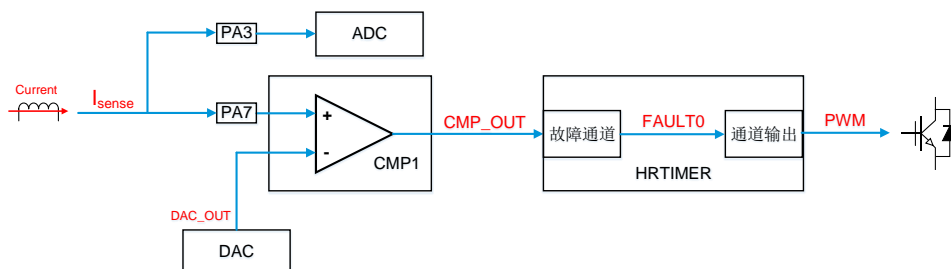 PA3
ADC
Current
Isense
PA7
+
-
CMP1
CMP_OUT
故障通道
FAULT0
通道输出
PWM
HRTIMER
DAC_OUT
DAC